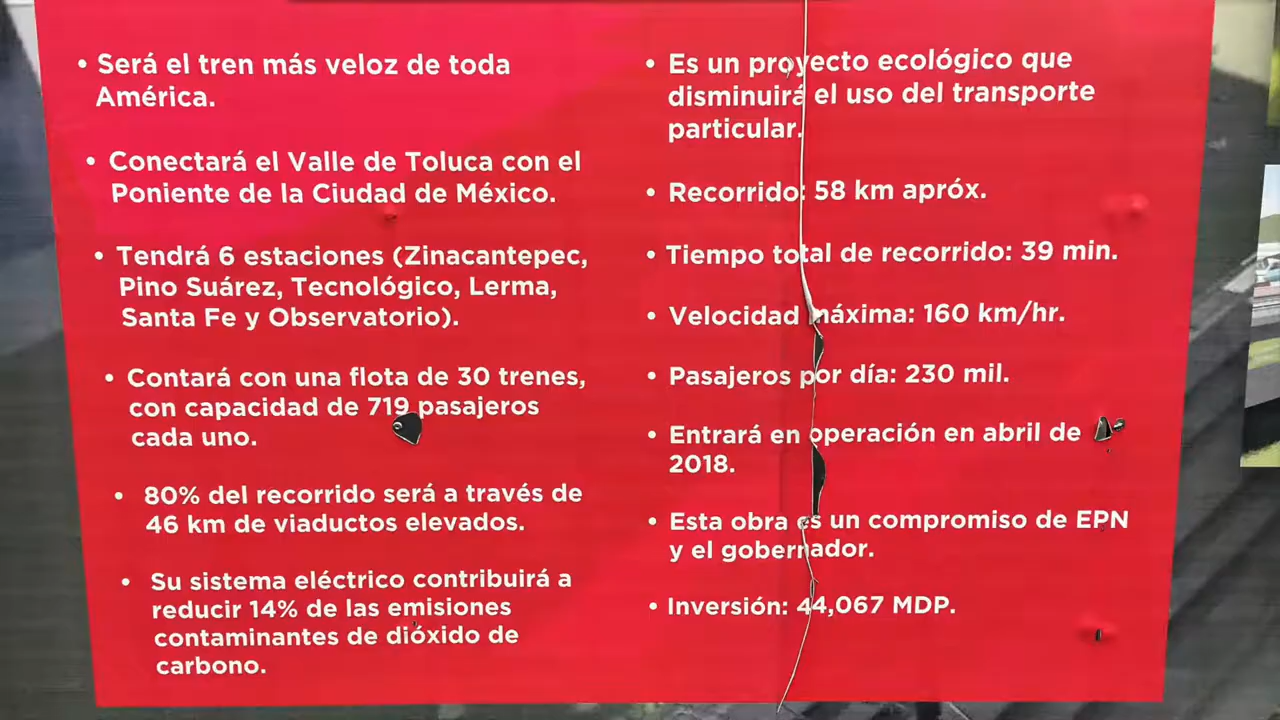 • Será el tren más veloz de toda
América.
• Conectará el Valle de Toluca con el
Poniente de la Ciudad de México.
• Tendrá 6 estaciones (Zinacantepec,
Pino Suárez, Tecnológico, Lerma,
Santa Fe y Observatorio).
• Contará con una flota de 30 trenes,
con capacidad de 719 pasajeros
cada uno.
• 80% del recorrido será a través de
46 km de viaductos elevados.
• Su sistema eléctrico contribuirá a
reducir 14% de las emisiones
contaminantes de dióxido de
carbono.
• Es un proyecto ecológico que
disminuirá el uso del transporte
particular.
• Recorrido: 58 km apróx.
• Tiempo total de recorrido: 39 min.
• Velocidad máxima: 160 km/hr.
• Pasajeros por día: 230 mil.
• Entrará en operación en abril de
2018.
• Esta obra es un compromiso de EPN
y el gobernador.
• Inversión: 44,067 MDP.